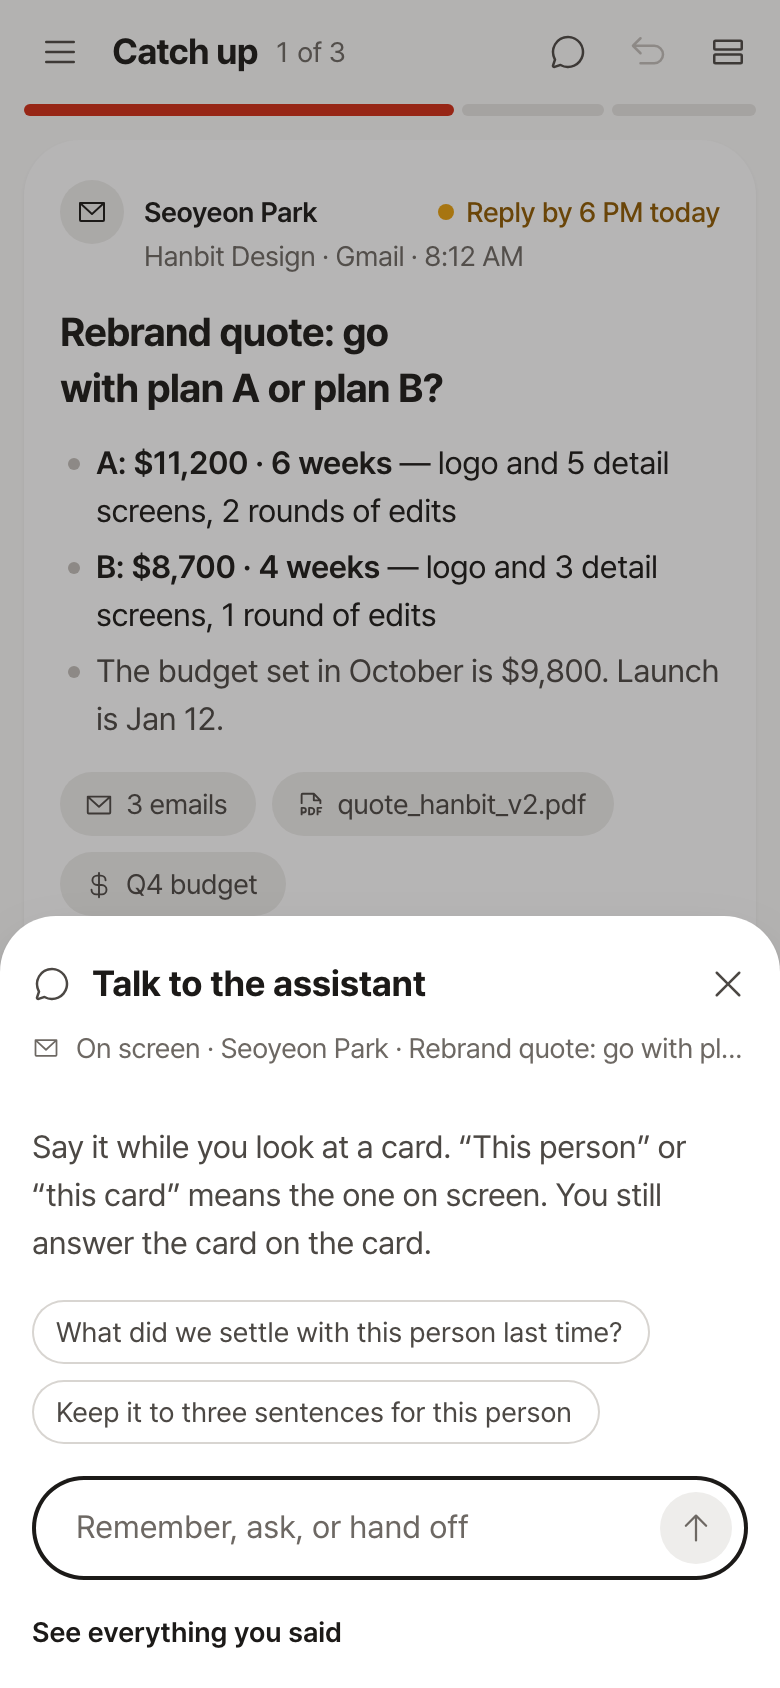 Catch up 1 of 3
Seoyeon Park
Reply by 6 PM today
Hanbit Design · Gmail · 8:12 AM
Rebrand quote: go
with plan A or plan B?
A: $11,200 · 6 weeks — logo and 5 detail
screens, 2 rounds of edits
B: $8,700 · 4 weeks — logo and 3 detail
screens, 1 round of edits
The budget set in October is $9,800. Launch
is Jan 12.
3 emails
PDF quote_hanbit_v2.pdf
$ Q4 budget
Talk to the assistant
On screen · Seoyeon Park · Rebrand quote: go with pl...
Say it while you look at a card. “This person” or
“this card” means the one on screen. You still
answer the card on the card.
What did we settle with this person last time?
Keep it to three sentences for this person
Remember, ask, or hand off
See everything you said